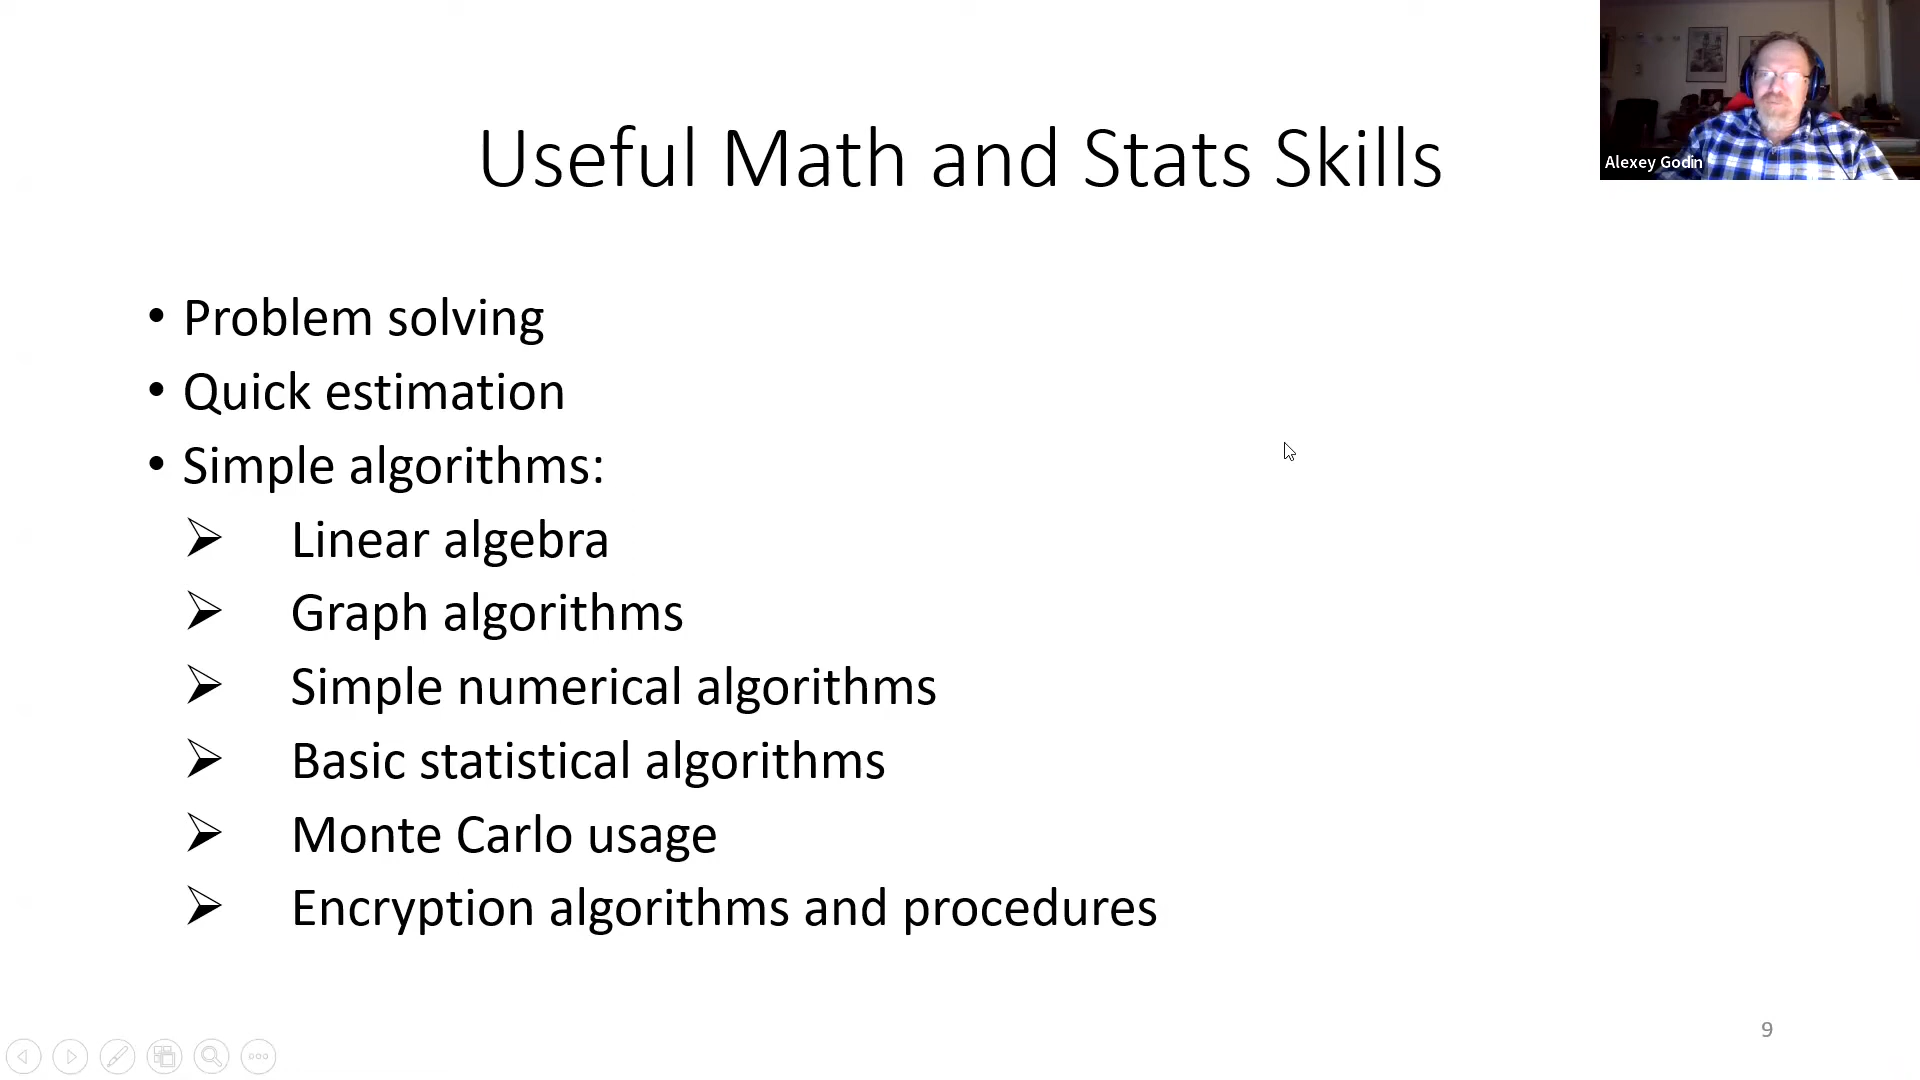 Useful Math and Stats Skills
Alexey Godin
• Problem solving
• Quick estimation
• Simple algorithms:
➢ Linear algebra
➢ Graph algorithms
➢ Simple numerical algorithms
➢ Basic statistical algorithms
➢ Monte Carlo usage
➢ Encryption algorithms and procedures
9